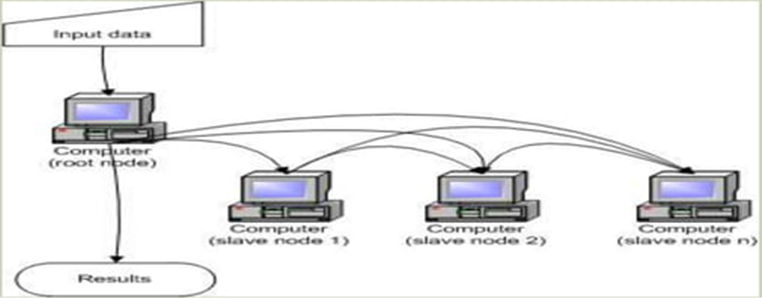 Input data
Computer
(root node)
Computer
(slave node 1)
Computer
(slave node 2)
Computer
(slave node n)
Results